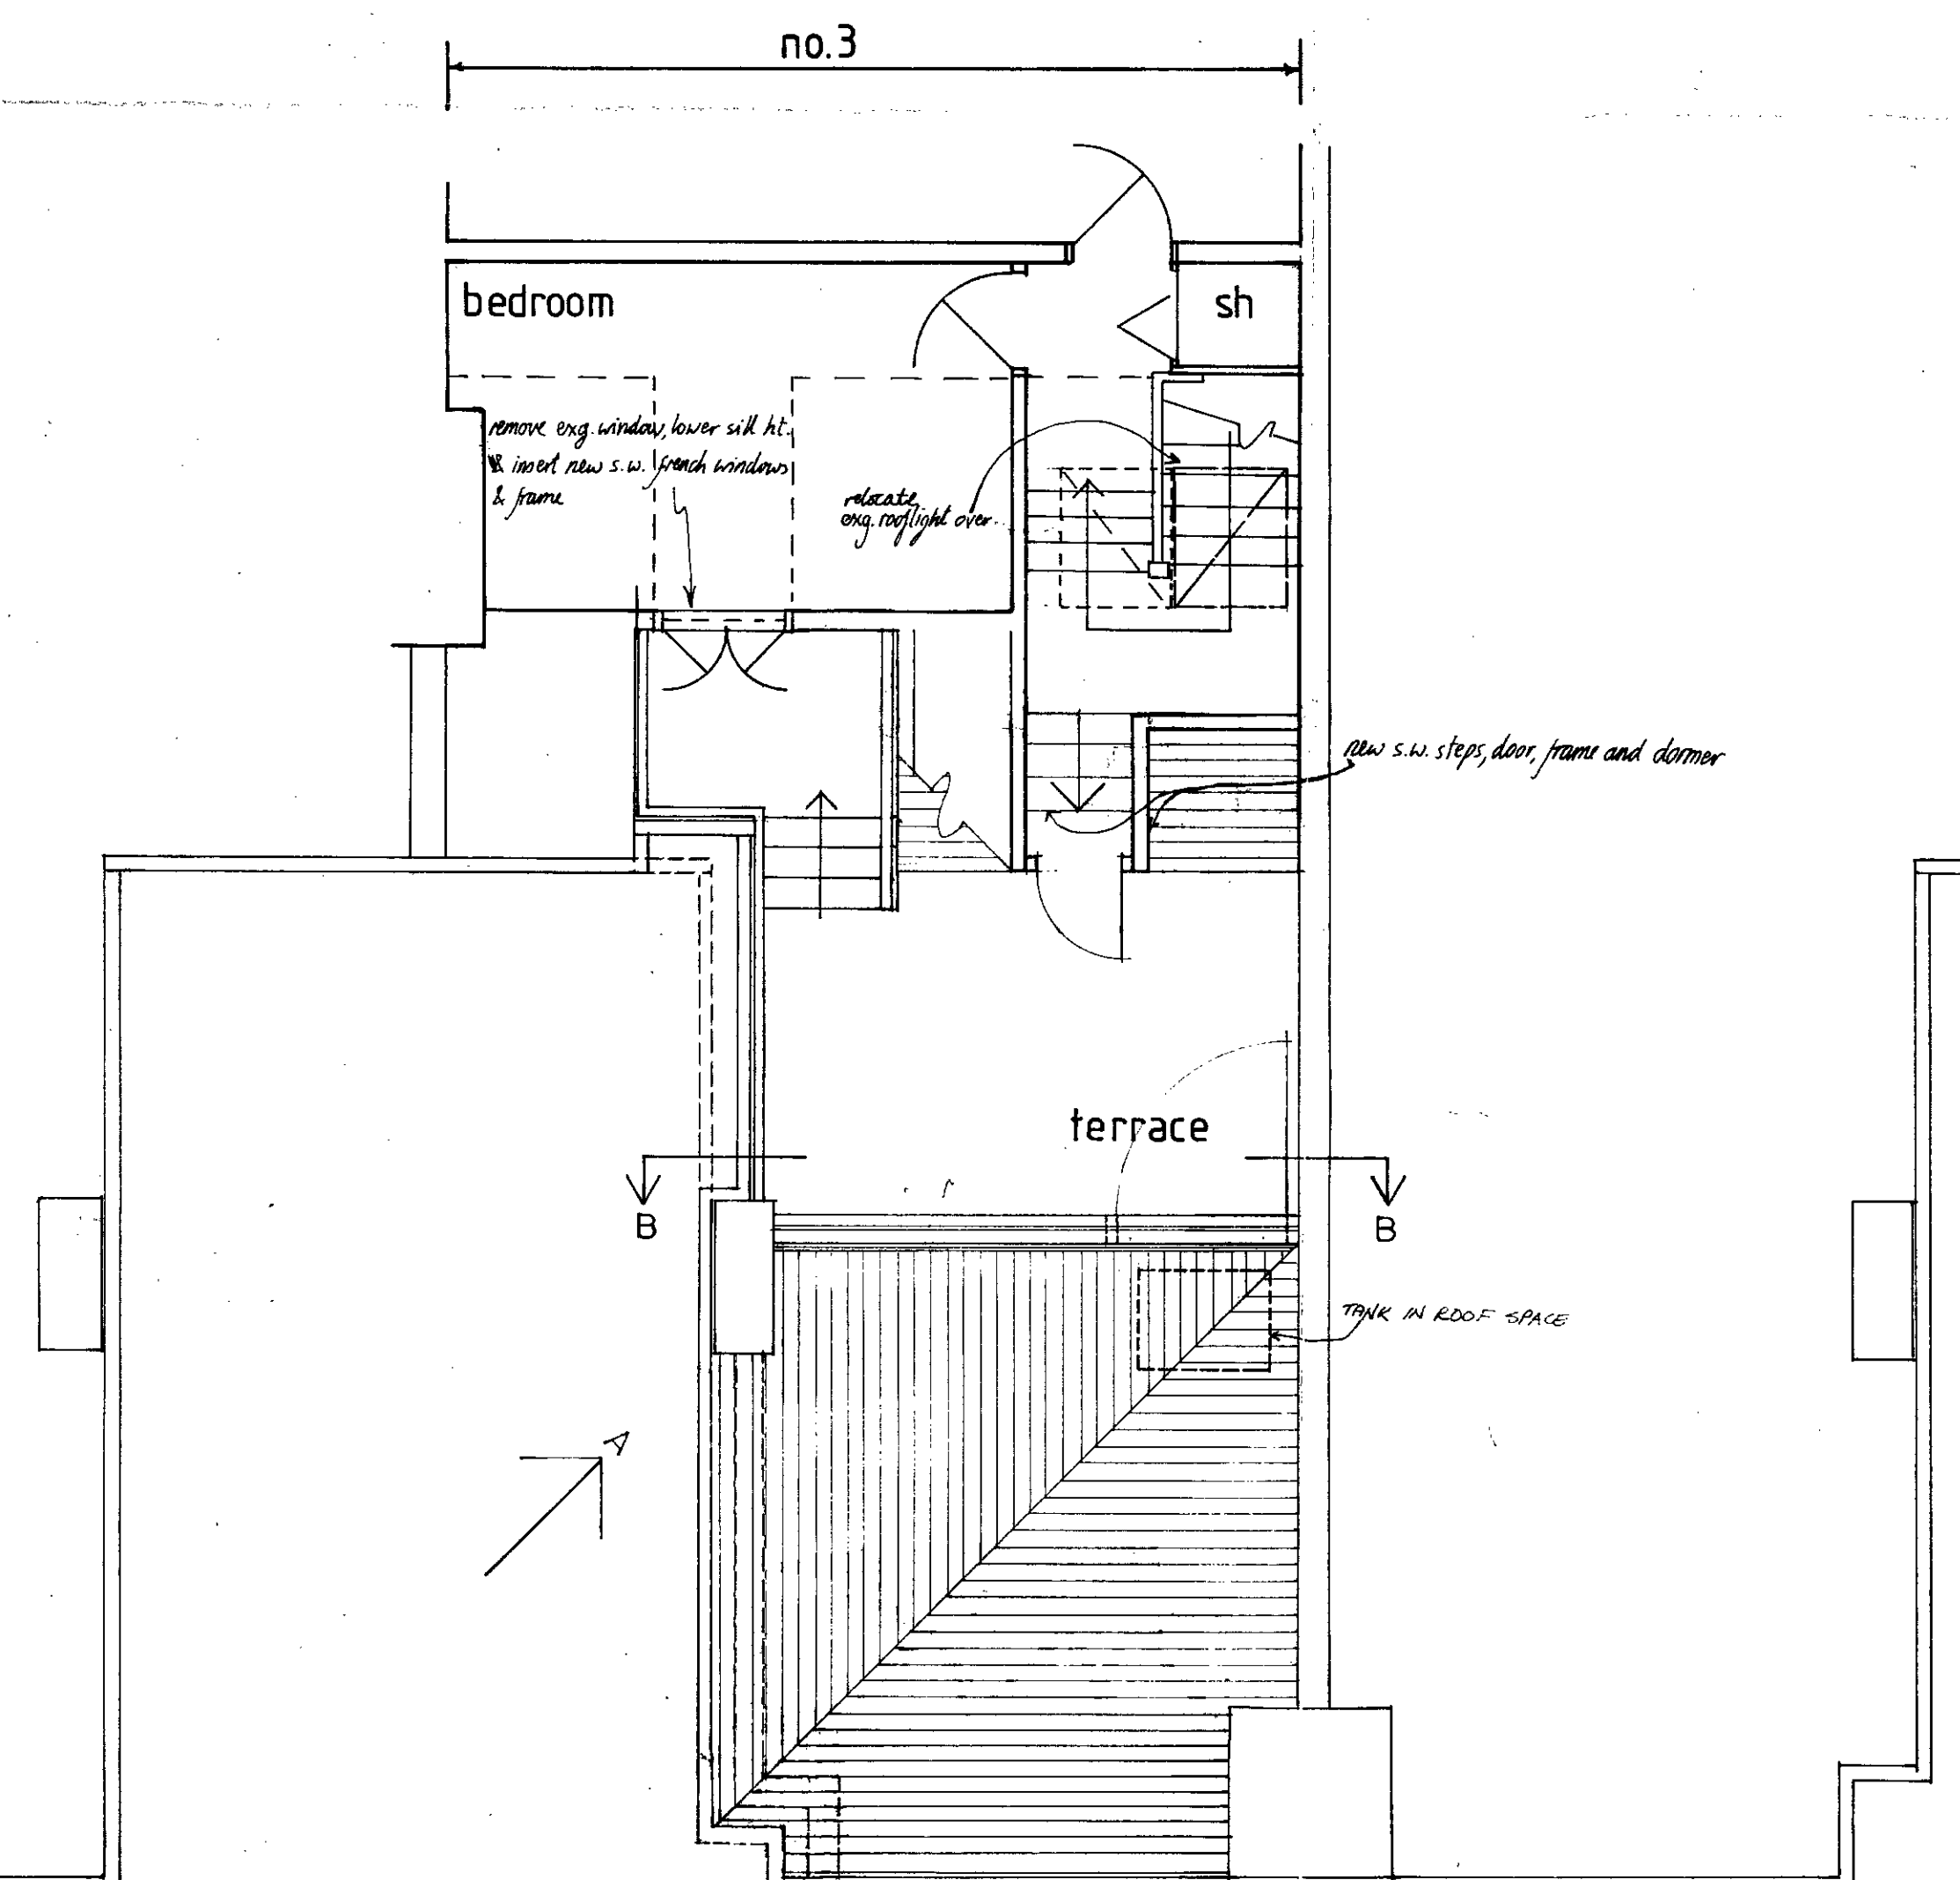 no.3
bedroom
sh
remove exg. window, lower sill ht.
& insert new s.w. french windows
& frame
relocate
exg. rooflight over
new s.w. steps, door, frame and dormer
terrace
B
B
TANK IN ROOF SPACE
A